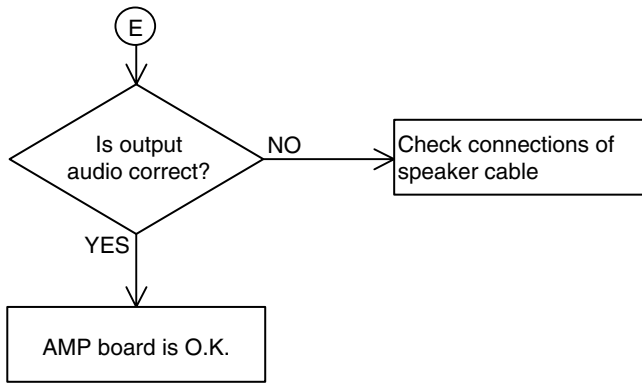 E
Is output
audio correct?
NO
Check connections of
speaker cable
YES
AMP board is O.K.